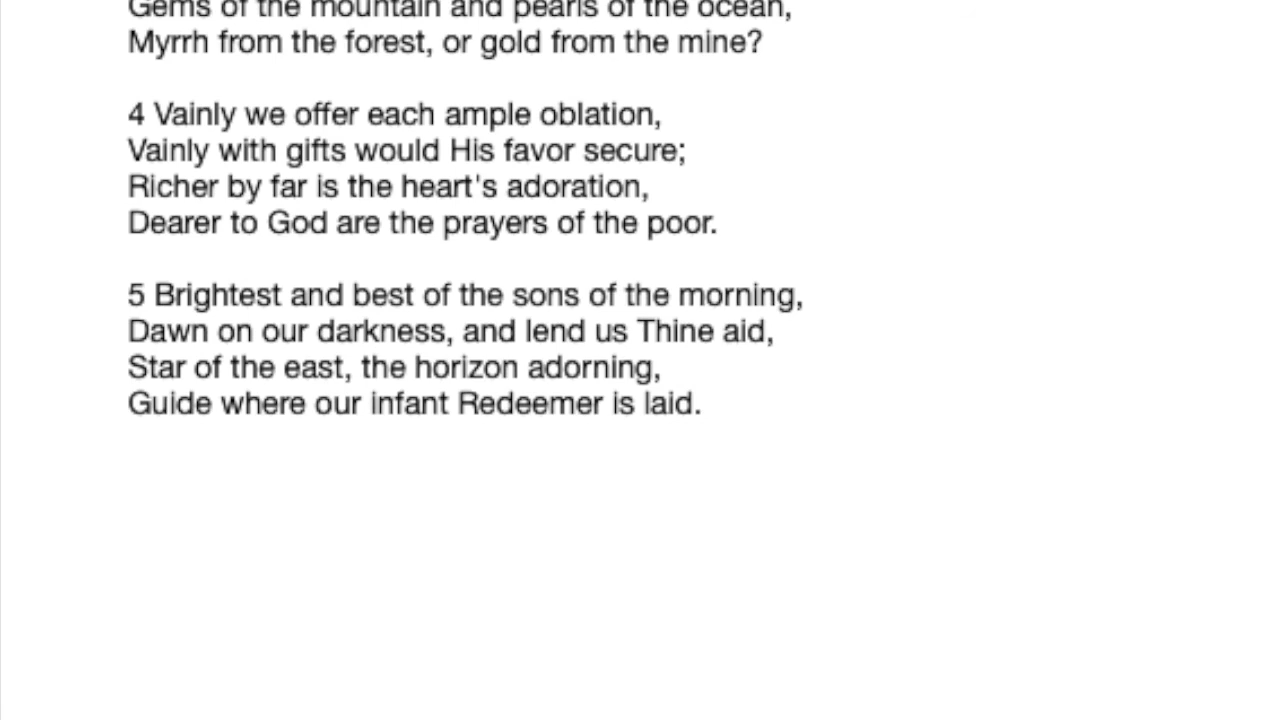 Gems of the mountain and pearls of the ocean,
Myrrh from the forest, or gold from the mine?
4 Vainly we offer each ample oblation,
Vainly with gifts would His favor secure;
Richer by far is the heart's adoration,
Dearer to God are the prayers of the poor.
5 Brightest and best of the sons of the morning,
Dawn on our darkness, and lend us Thine aid,
Star of the east, the horizon adorning,
Guide where our infant Redeemer is laid.